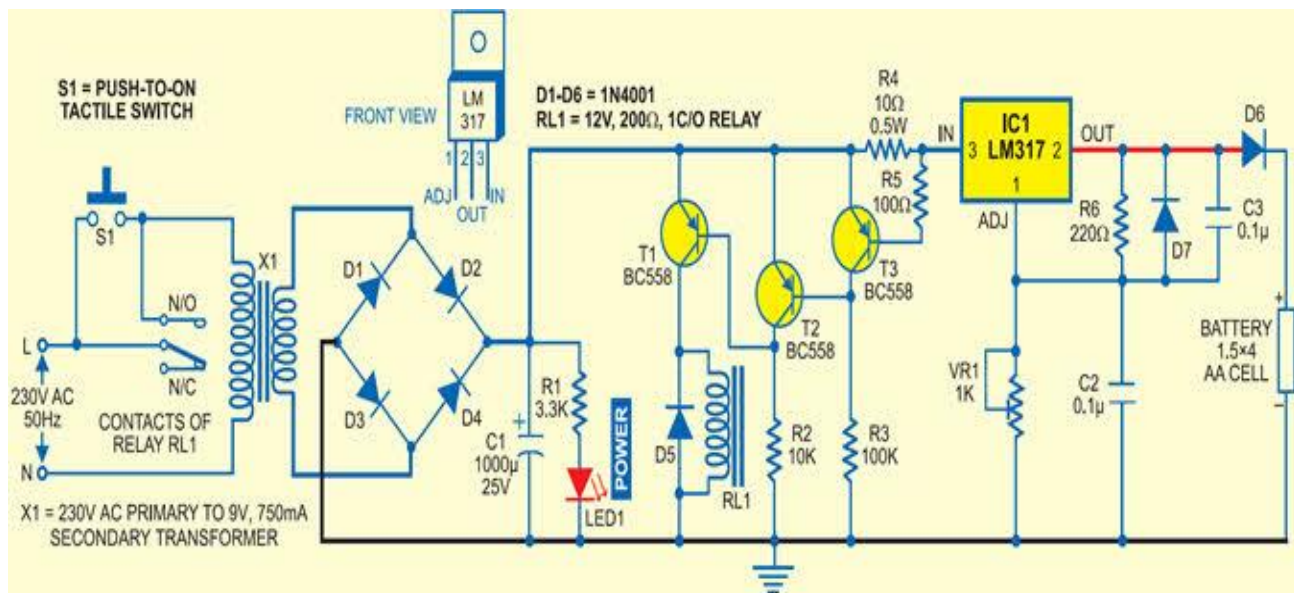 S1 = PUSH-TO-ON
TACTILE SWITCH
FRONT VIEW
LM
317
1 2 3
ADJ
OUT
IN
D1-D6 = 1N4001
RL1 = 12V, 200Ω, 1C/O RELAY
S1
L
230V AC
50Hz
N
N/O
N/C
CONTACTS OF
RELAY RL1
X1
X1 = 230V AC PRIMARY TO 9V, 750mA
SECONDARY TRANSFORMER
D1
D2
D3
D4
+
C1
1000µ
25V
R1
3.3K
POWER
LED1
T1
BC558
D5
RL1
T2
BC558
R2
10K
T3
BC558
R3
100K
R4
10Ω
0.5W
R5
100Ω
IN
IC1
3 LM317 2
1
OUT
ADJ
R6
220Ω
D7
C3
0.1µ
D6
VR1
1K
C2
0.1µ
+
BATTERY
1.5×4
AA CELL
–